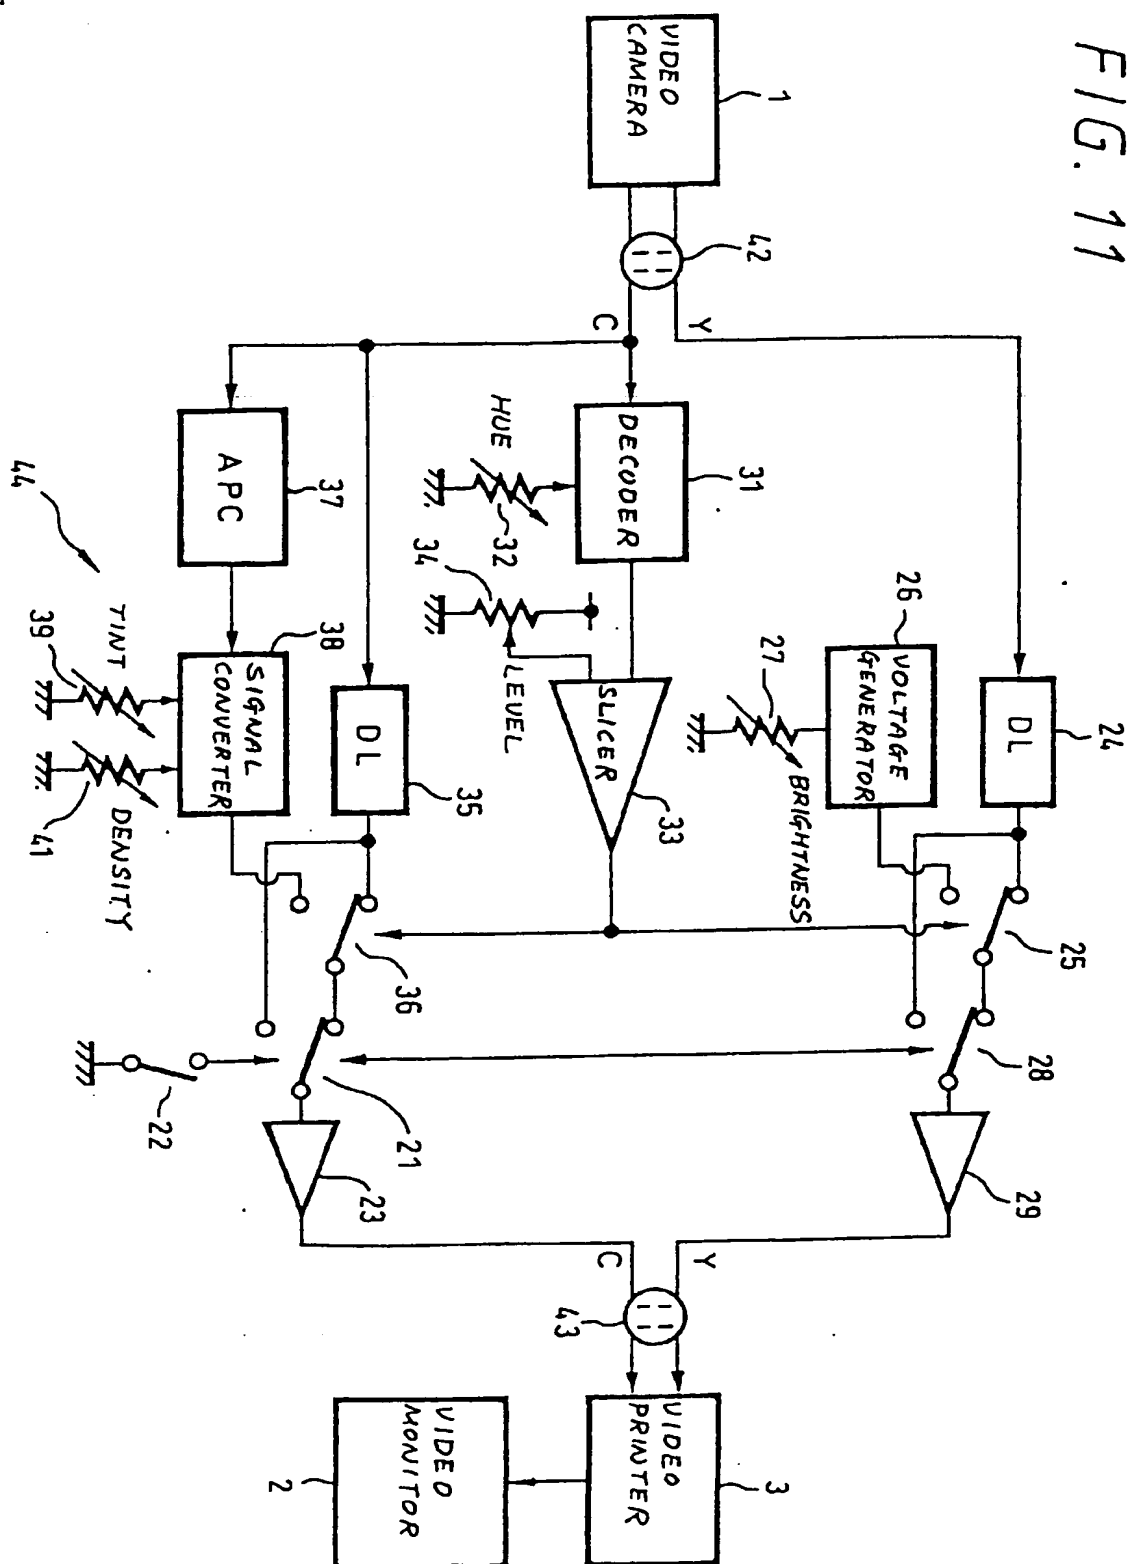 FIG. 11
VIDEO
CAMERA
1
42
C
Y
DECODER
31
HUE
32
34
LEVEL
SLICER
33
APC
37
44
SIGNAL
CONVERTER
38
TINT
39
DENSITY
41
DL
35
DL
24
VOLTAGE
GENERATOR
26
27
BRIGHTNESS
25
28
29
36
21
22
23
C
Y
43
VIDEO
PRINTER
3
VIDEO
MONITOR
2